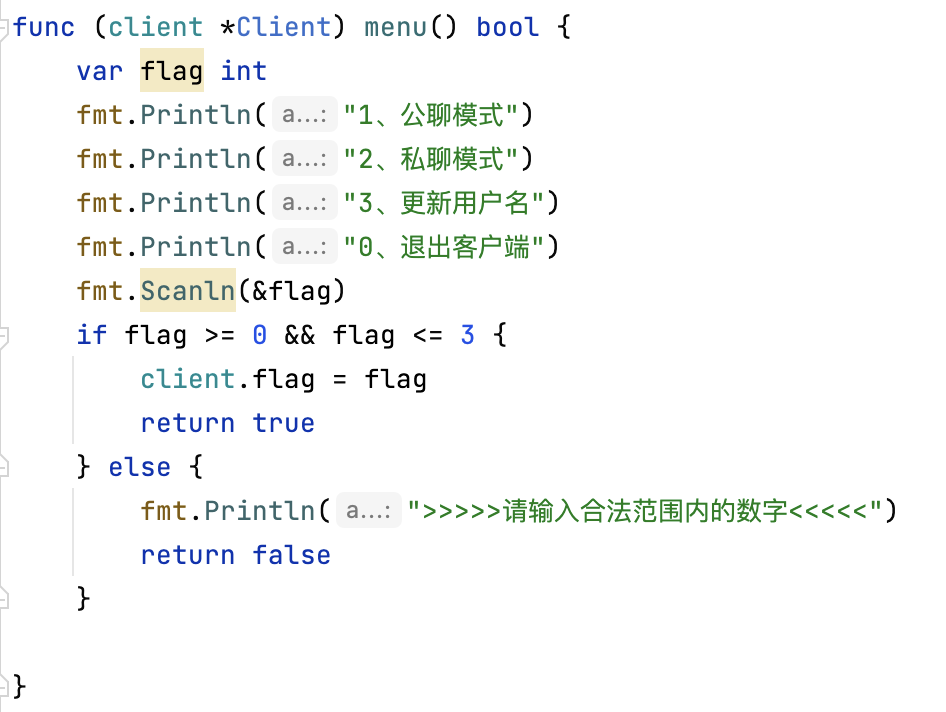 func (client *Client) menu() bool {
    var flag int
    fmt.Println( a...: "1、公聊模式")
    fmt.Println( a...: "2、私聊模式")
    fmt.Println( a...: "3、更新用户名")
    fmt.Println( a...: "0、退出客户端")
    fmt.Scanln(&flag)
    if flag >= 0 && flag <= 3 {
        client.flag = flag
        return true
    } else {
        fmt.Println( a...: ">>>>>请输入合法范围内的数字<<<<<")
        return false
    }
}